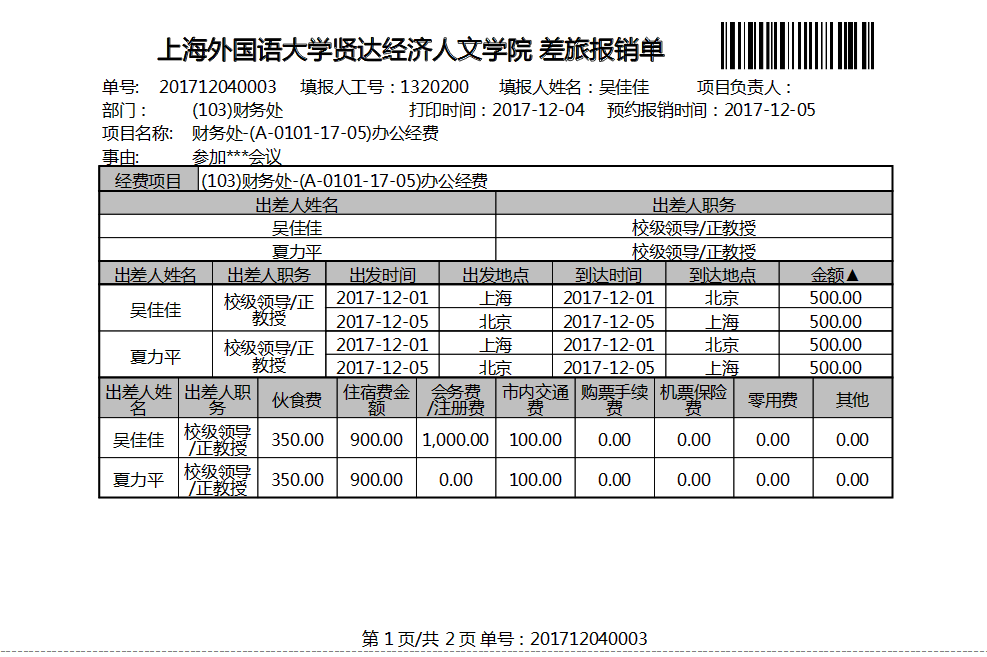 上海外国语大学贤达经济人文学院 差旅报销单
单号: 201712040003 填报人工号：1320200 填报人姓名：吴佳佳 项目负责人：
部门： (103)财务处 打印时间：2017-12-04 预约报销时间：2017-12-05
项目名称: 财务处-(A-0101-17-05)办公经费
事由: 参加***会议
经费项目 (103)财务处-(A-0101-17-05)办公经费
出差人姓名 出差人职务
吴佳佳 校级领导/正教授
夏力平 校级领导/正教授
出差人姓名 出差人职务 出发时间 出发地点 到达时间 到达地点 金额▲
吴佳佳 校级领导/正教授 2017-12-01 上海 2017-12-01 北京 500.00
2017-12-05 北京 2017-12-05 上海 500.00
夏力平 校级领导/正教授 2017-12-01 上海 2017-12-01 北京 500.00
2017-12-05 北京 2017-12-05 上海 500.00
出差人姓名 出差人职务 伙食费 住宿费金额 会务费/注册费 市内交通费 购票手续费 机票保险费 零用费 其他
吴佳佳 校级领导/正教授 350.00 900.00 1,000.00 100.00 0.00 0.00 0.00 0.00
夏力平 校级领导/正教授 350.00 900.00 0.00 100.00 0.00 0.00 0.00 0.00
第 1 页/共 2 页 单号：201712040003